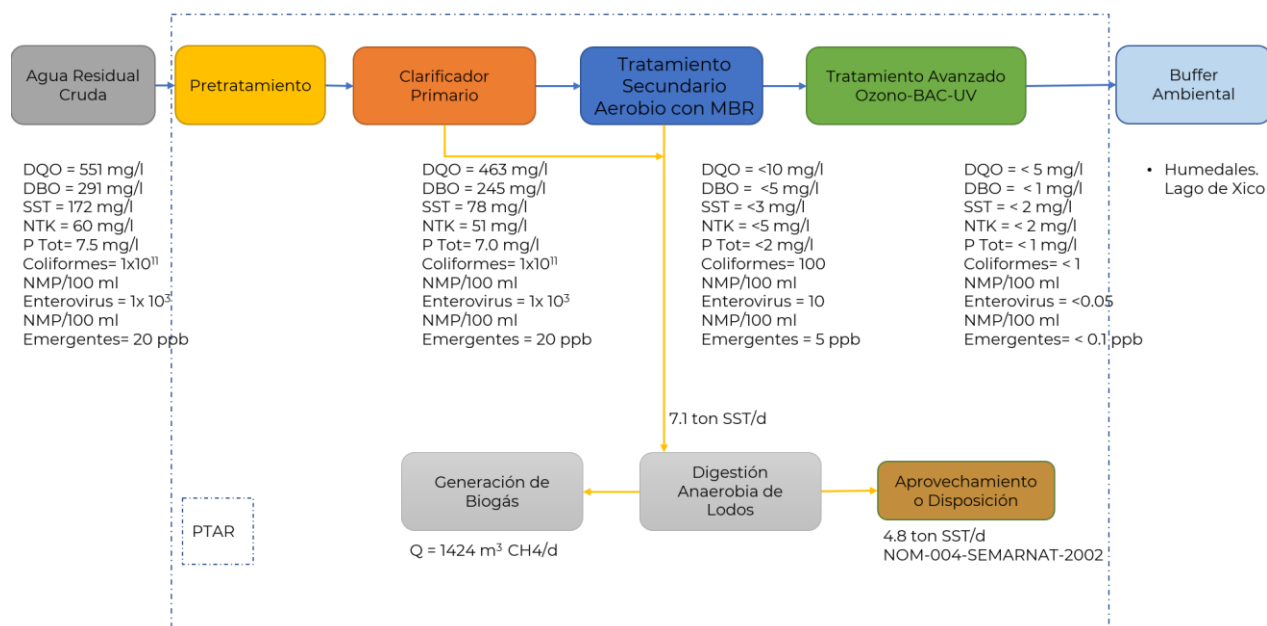 Agua Residual
Cruda
Pretratamiento
Clarificador
Primario
Tratamiento
Secundario
Aerobio con MBR
Tratamiento Avanzado
Ozono-BAC-UV
Buffer
Ambiental
DQO = 551 mg/l
DBO = 291 mg/l
SST = 172 mg/l
NTK = 60 mg/l
P Tot= 7.5 mg/l
Coliformes= 1x10¹¹
NMP/100 ml
Enterovirus = 1x 10³
NMP/100 ml
Emergentes= 20 ppb
DQO = 463 mg/l
DBO = 245 mg/l
SST = 78 mg/l
NTK = 51 mg/l
P Tot= 7.0 mg/l
Coliformes= 1x10¹¹
NMP/100 ml
Enterovirus = 1x 10³
NMP/100 ml
Emergentes= 20 ppb
DQO = <10 mg/l
DBO = <5 mg/l
SST = <3 mg/l
NTK = <5 mg/l
P Tot= <2 mg/l
Coliformes= 100
NMP/100 ml
Enterovirus = 10
NMP/100 ml
Emergentes = 5 ppb
DQO = < 5 mg/l
DBO = < 1 mg/l
SST = < 2 mg/l
NTK = < 2 mg/l
P Tot= < 1 mg/l
Coliformes= < 1
NMP/100 ml
Enterovirus = <0.05
NMP/100 ml
Emergentes= < 0.1 ppb
• Humedales.
Lago de Xico
7.1 ton SST/d
Generación de
Biogás
Digestión
Anaerobia de
Lodos
Aprovechamiento
o Disposición
PTAR
Q = 1424 m³ CH4/d
4.8 ton SST/d
NOM-004-SEMARNAT-2002